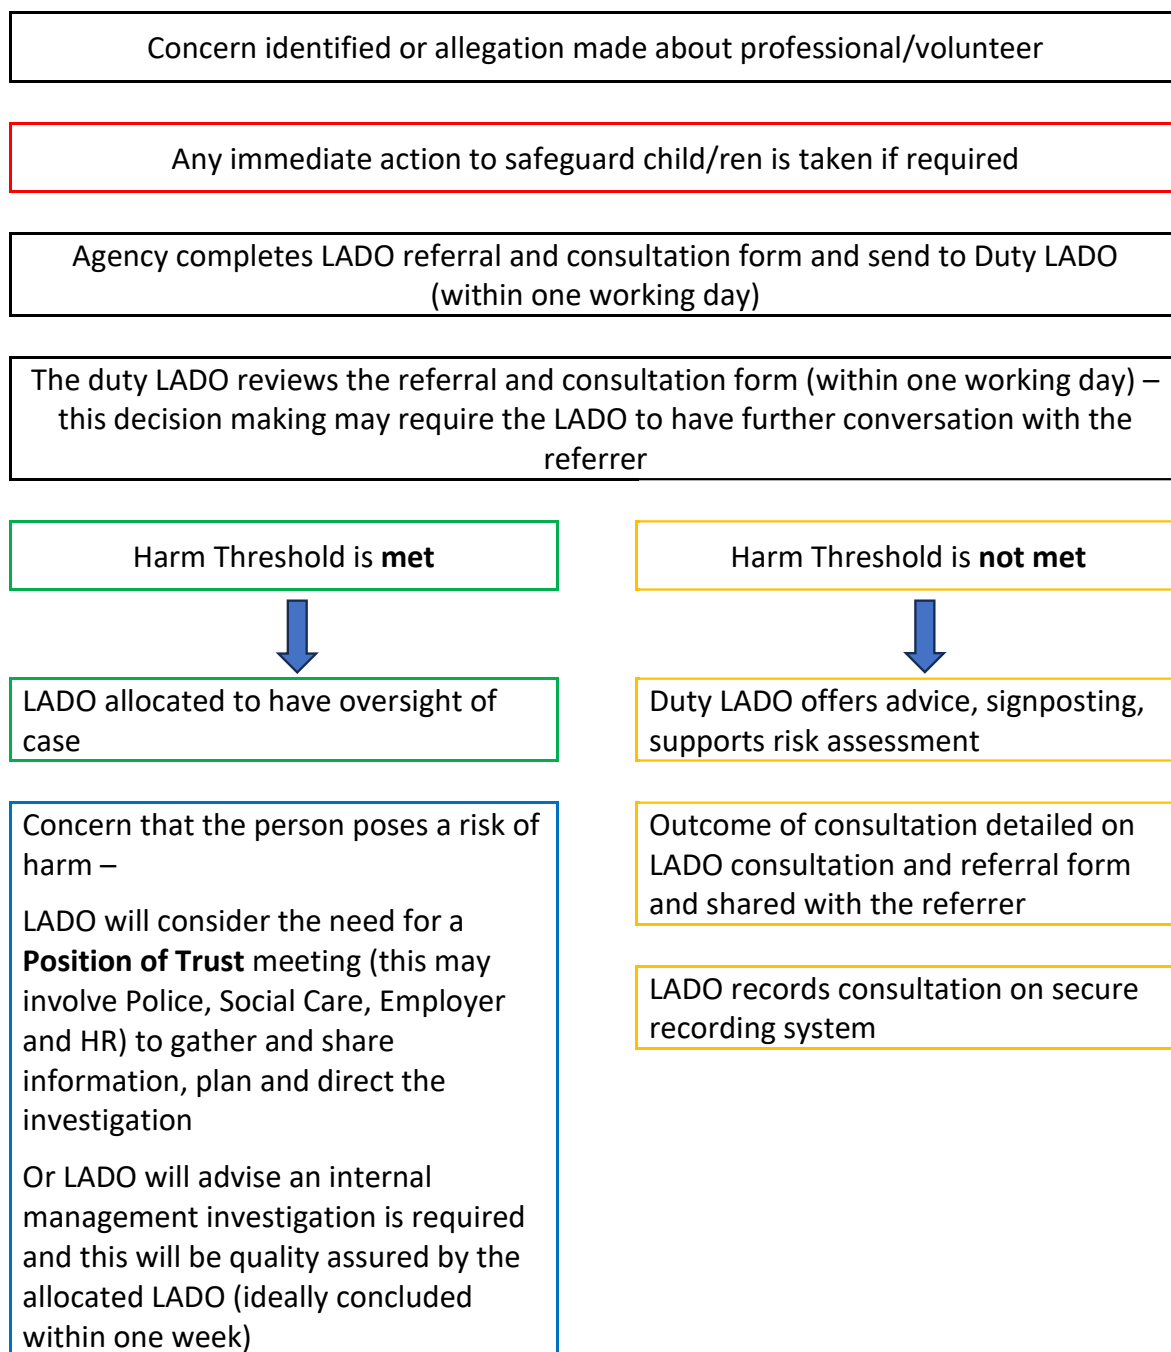 Concern identified or allegation made about professional/volunteer
Any immediate action to safeguard child/ren is taken if required
Agency completes LADO referral and consultation form and send to Duty LADO
(within one working day)
The duty LADO reviews the referral and consultation form (within one working day) –
this decision making may require the LADO to have further conversation with the
referrer
Harm Threshold is met
Harm Threshold is not met
LADO allocated to have oversight of
case
Duty LADO offers advice, signposting,
supports risk assessment
Concern that the person poses a risk of
harm –
LADO will consider the need for a
Position of Trust meeting (this may
involve Police, Social Care, Employer
and HR) to gather and share
information, plan and direct the
investigation
Or LADO will advise an internal
management investigation is required
and this will be quality assured by the
allocated LADO (ideally concluded
within one week)
Outcome of consultation detailed on
LADO consultation and referral form
and shared with the referrer
LADO records consultation on secure
recording system